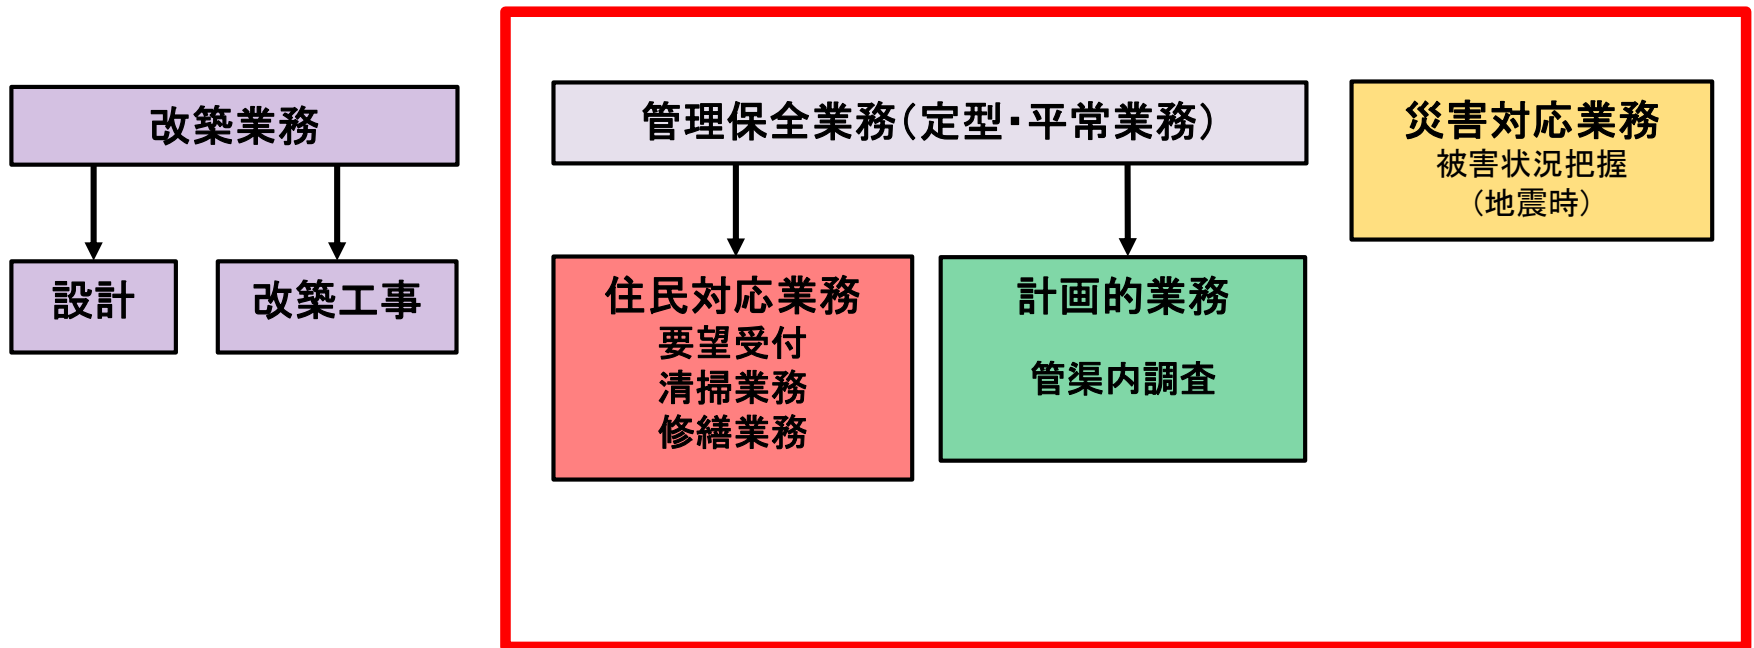 改築業務
設計
改築工事
管理保全業務（定型・平常業務）
住民対応業務
要望受付
清掃業務
修繕業務
計画的業務
管渠内調査
災害対応業務
被害状況把握
（地震時）